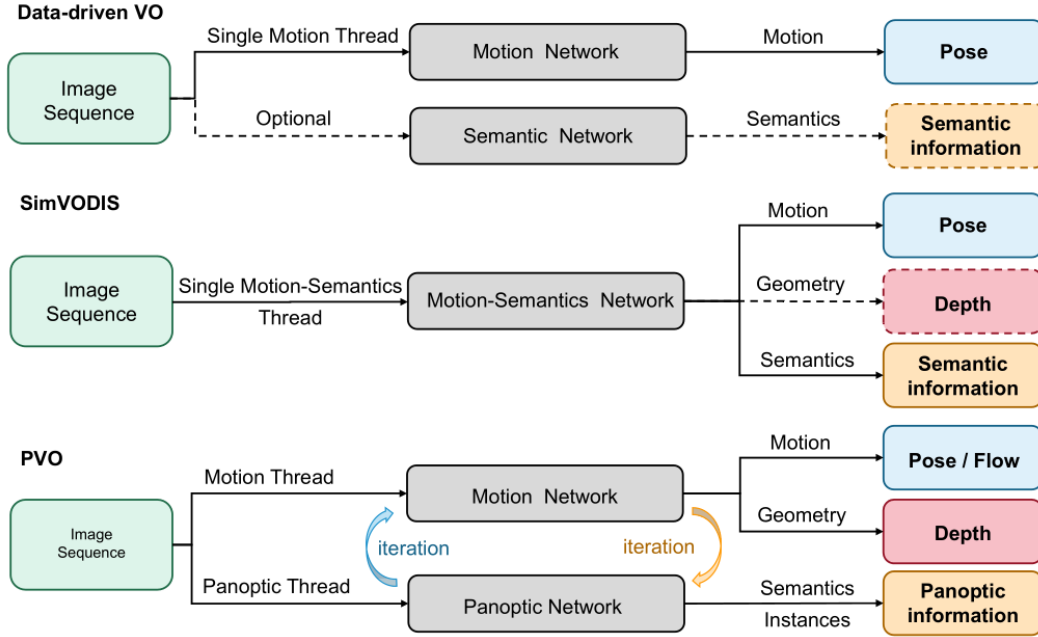 Data-driven VO
Image
Sequence
Single Motion Thread
Motion Network
Motion
Pose
Optional
Semantic Network
Semantics
Semantic
information
SimVODIS
Image
Sequence
Single Motion-Semantics
Thread
Motion-Semantics Network
Motion
Pose
Geometry
Depth
Semantics
Semantic
information
PVO
Image
Sequence
Motion Thread
Motion Network
Motion
Pose / Flow
Geometry
Depth
iteration
iteration
Panoptic Thread
Panoptic Network
Semantics
Instances
Panoptic
information